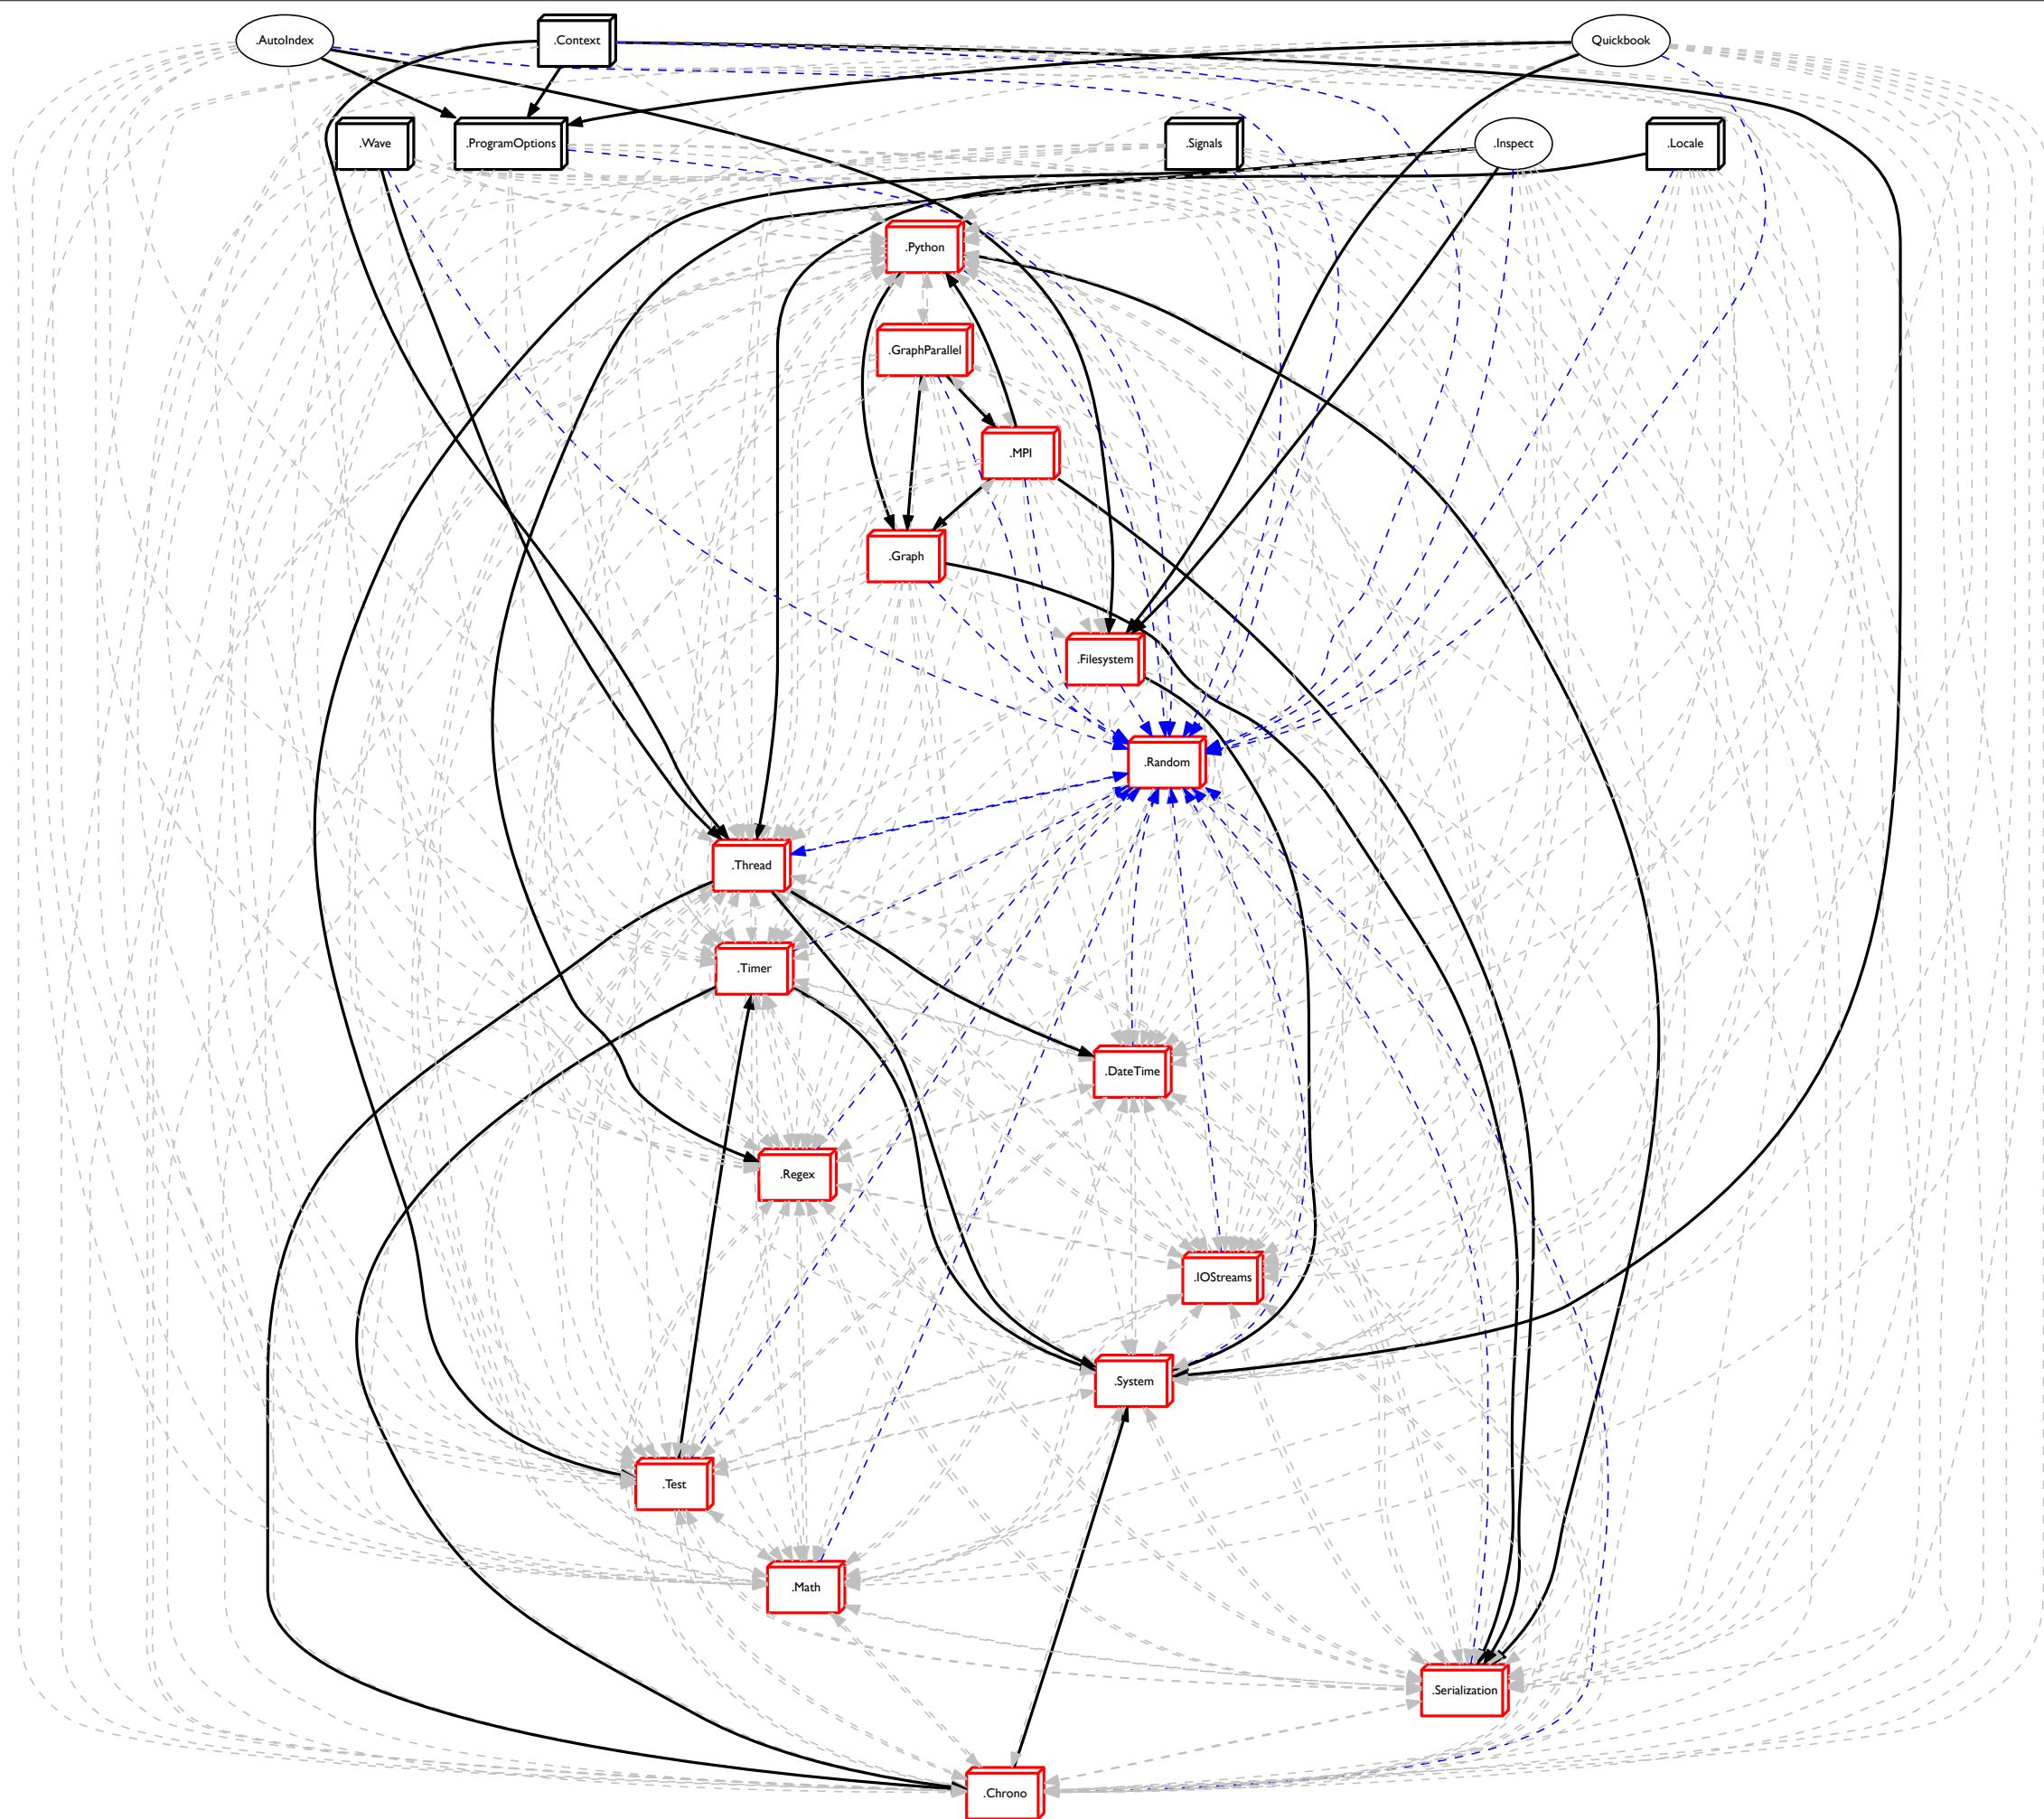 .AutoIndex
.Context
Quickbook
.Wave
.ProgramOptions
.Signals
.Inspect
.Locale
.Python
.GraphParallel
.MPI
.Graph
.Filesystem
.Random
.Thread
.Timer
.DateTime
.Regex
.IOStreams
.System
.Test
.Math
.Serialization
.Chrono